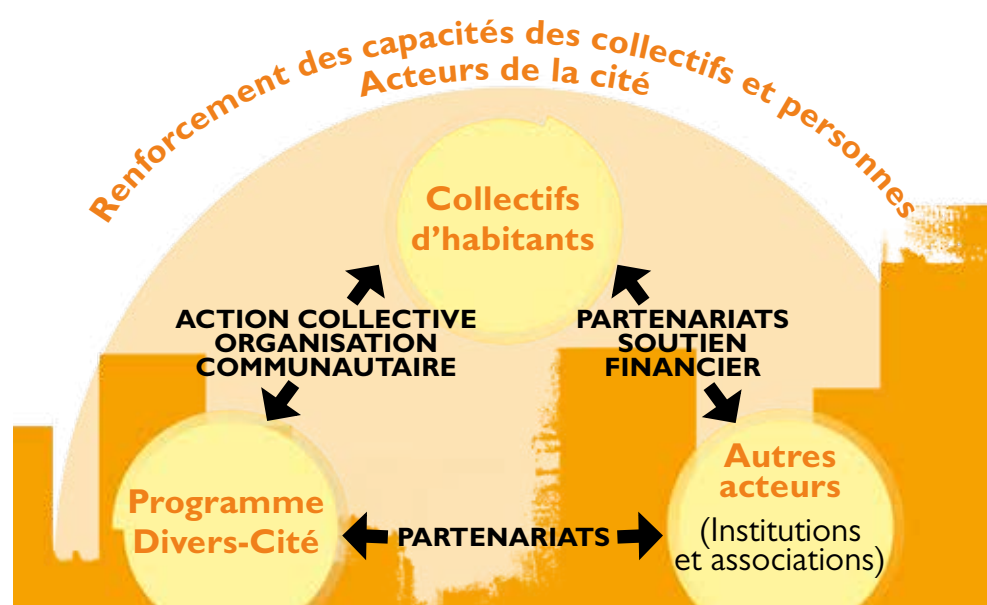 Renforcement des capacités des collectifs et personnes
Acteurs de la cité
Collectifs
d’habitants
ACTION COLLECTIVE
ORGANISATION
COMMUNAUTAIRE
PARTENARIATS
SOUTIEN
FINANCIER
Programme
Divers-Cité
PARTENARIATS
Autres
acteurs
(Institutions
et associations)